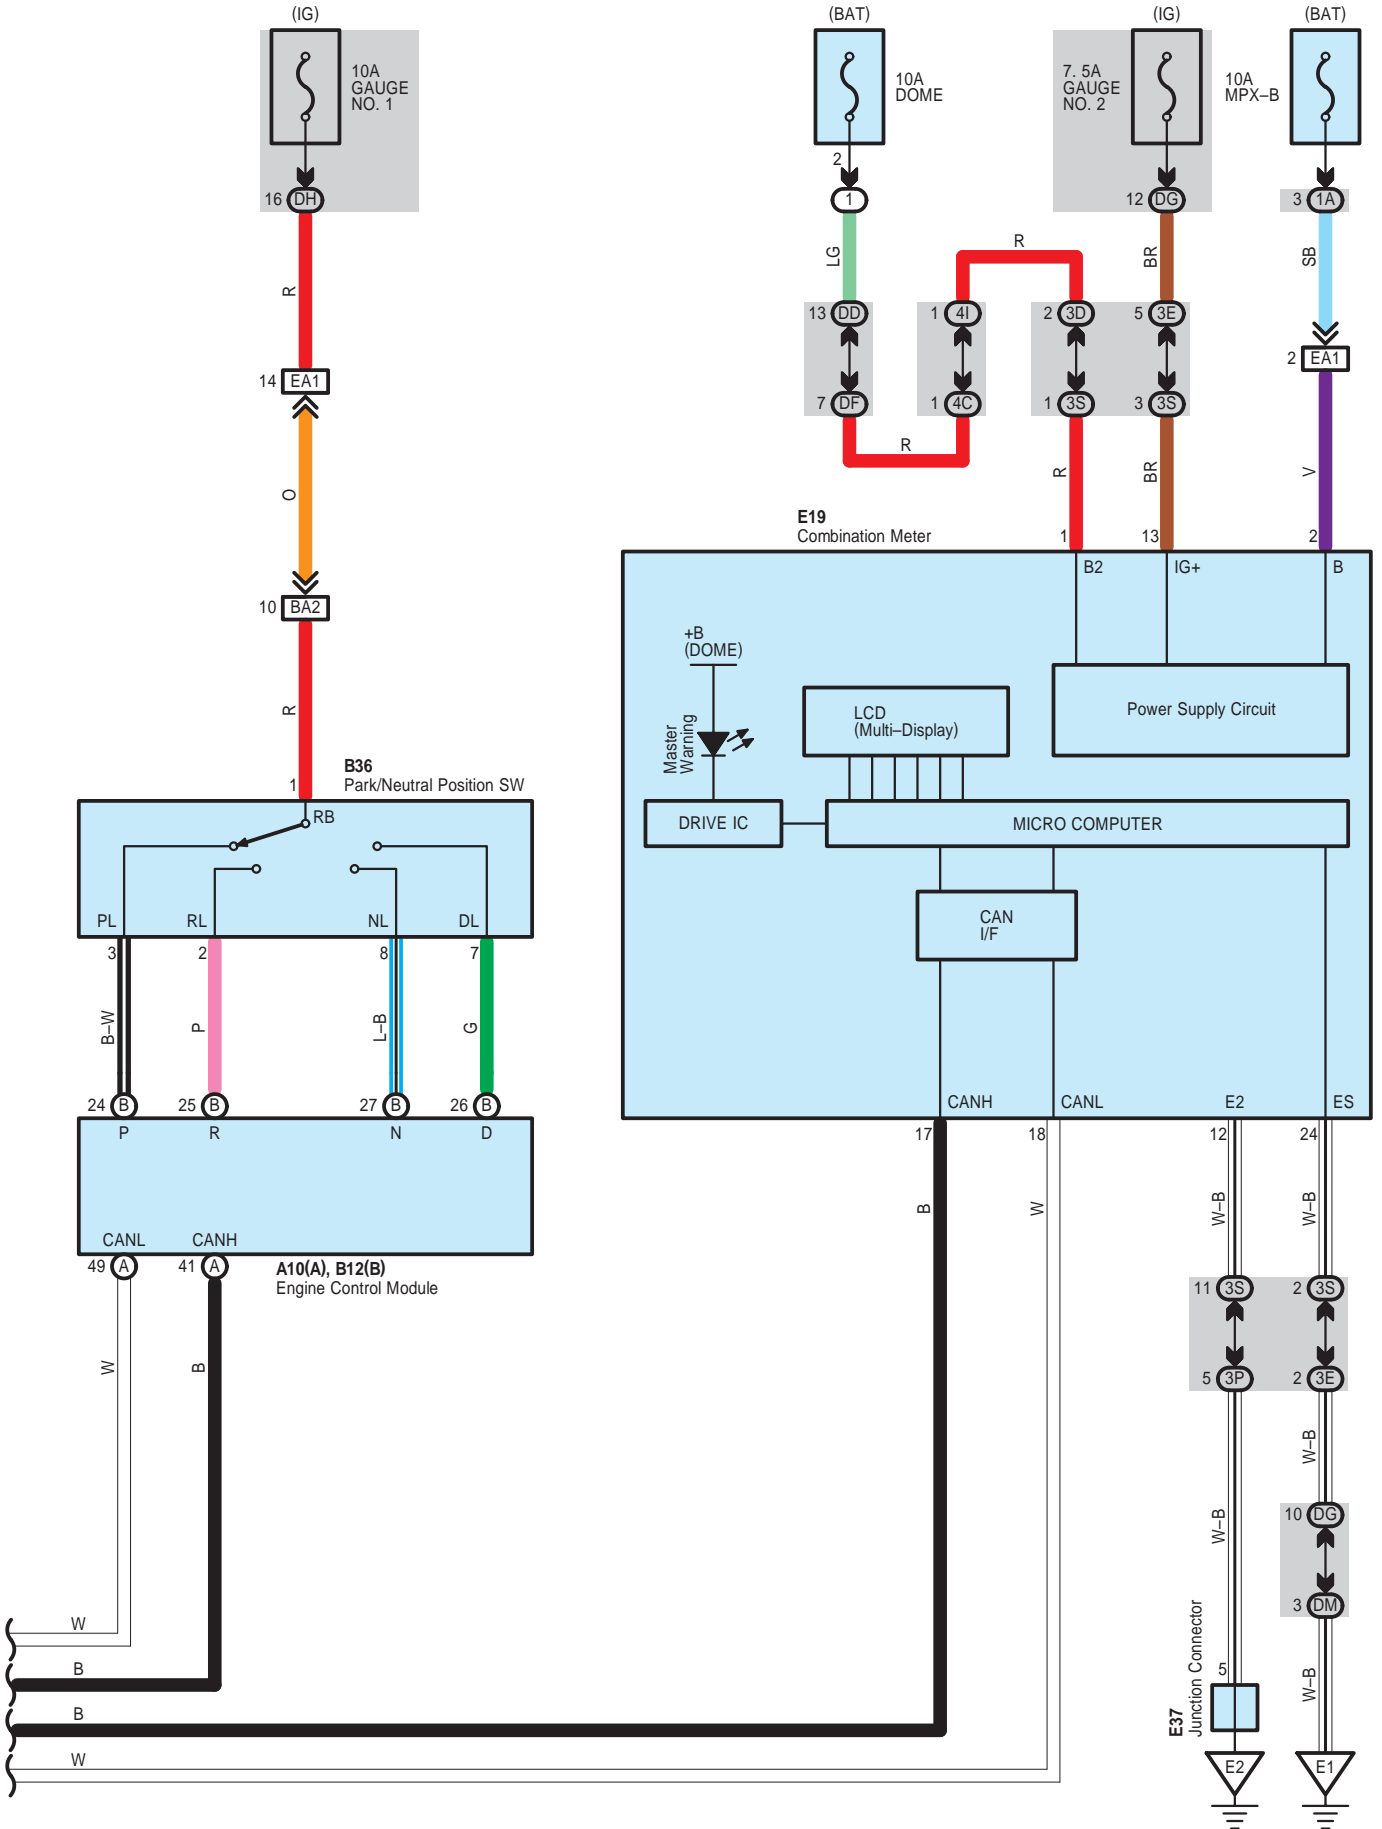 (IG)
(BAT)
(IG)
(BAT)
10A
GAUGE
NO. 1
10A
DOME
7. 5A
GAUGE
NO. 2
10A
MPX–B
2
16 DH
1
12 DG
3 1A
R
LG
R
BR
SB
13 DD
1 4I
2 3D
5 3E
14 EA1
2 EA1
7 DF
1 4C
1 3S
3 3S
R
O
R
BR
V
E19
Combination Meter
1
13
2
B2
IG+
B
10 BA2
+B
(DOME)
R
Master
Warning
LCD
(Multi–Display)
Power Supply Circuit
B36
Park/Neutral Position SW
1
RB
DRIVE IC
MICRO COMPUTER
CAN
I/F
PL
RL
NL
DL
3
2
8
7
B–W
P
L–B
G
24 B
25 B
27 B
26 B
P
R
N
D
CANH
CANL
E2
ES
17
18
12
24
B
W
W–B
W–B
CANL
CANH
49 A
41 A
A10(A), B12(B)
Engine Control Module
11 3S
2 3S
W
B
5 3P
2 3E
W–B
W–B
10 DG
3 DM
W
B
B
W
5
W–B
E37
Junction Connector
E2
E1